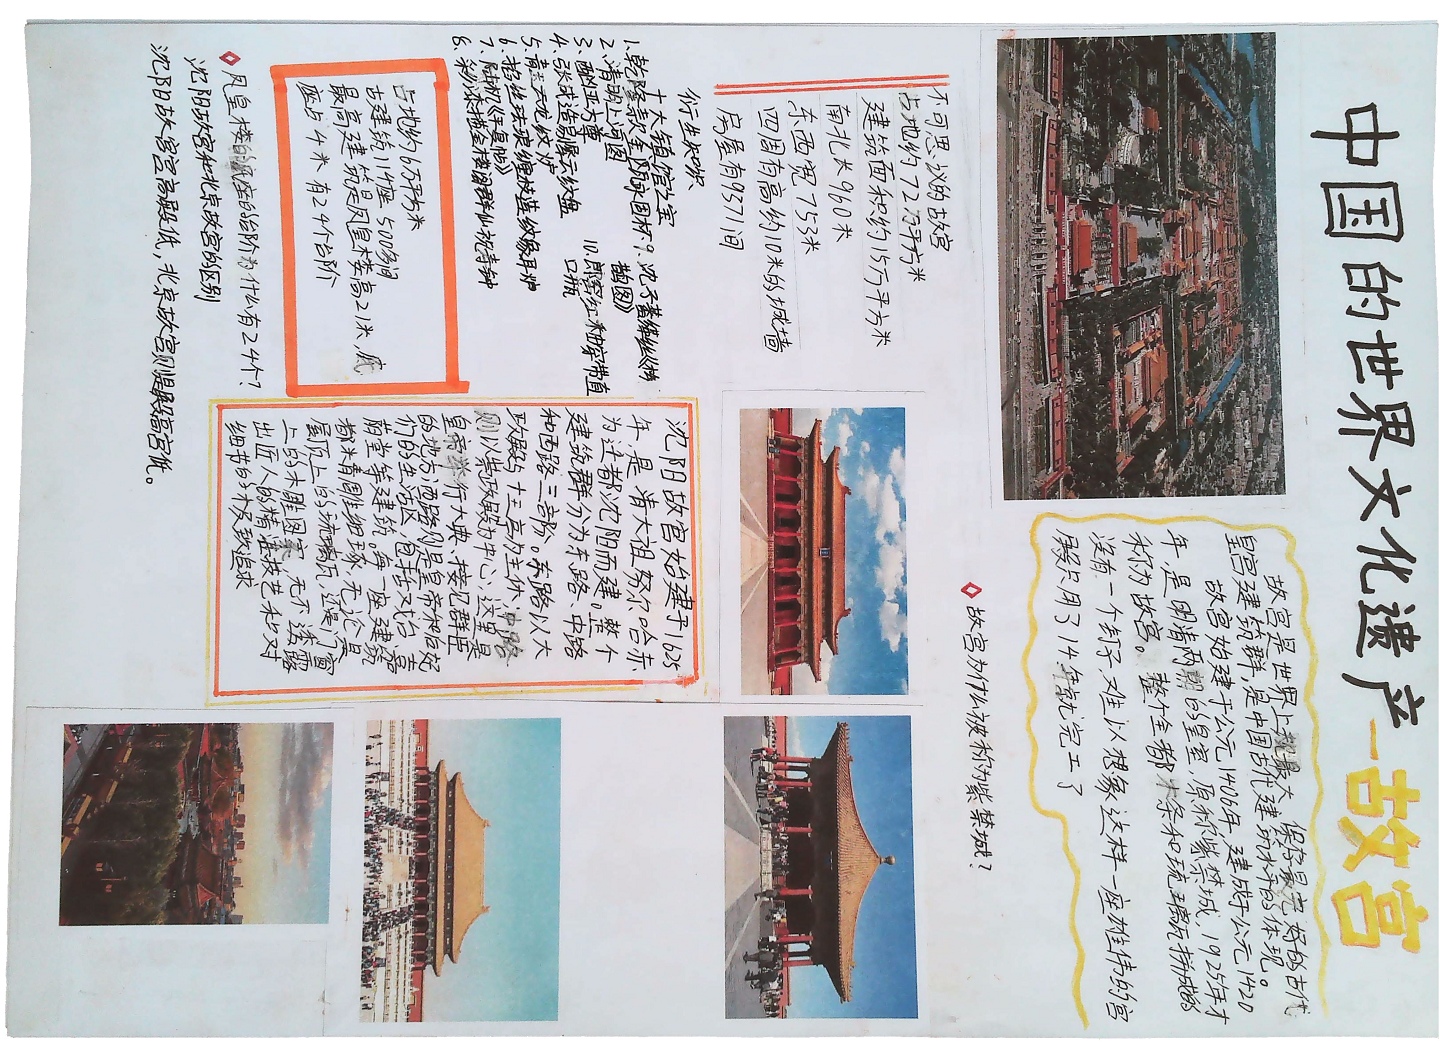 中国的世界文化遗产—故宫
故宫是世界上规最大、保存最完好的古代
皇宫建筑群,是中国古代建筑水平的体现。
故宫始建于公元1406年,建成于公元1420
年,是明清两朝的皇室,原称紫禁城,1925年才
称为故宫。整个全都木条和琉璃瓦拼成的
没有一个钉子,难以想象这样一座雄伟的宫
殿只用了14年就完工了
故宫为什么被称为紫禁城?
不可思议的故宫
占地约72万平方米
建筑面积约15万平方米
南北长960米
东西宽753米
四周有高约10米的城墙
房屋有9371间
衍生知识
十大镇馆之宝
1.乾隆款金瓯永固杯
2.清明上河图
3.酗亚方尊
4.张成造剔犀云纹盘
5.青玉云龙纹炉
6.掐丝珐琅缠枝莲纹象耳炉
7.陆机《平复帖》
8.彩漆描金楼阁群仙祝寿钟
9.沈子蕃缂丝《梅
鹊图》
10.郎窑红釉穿带直
口瓶
占地约6万平方米
古建筑114座 500多间
最高建筑是凤凰楼高21米,底
座占4米 有24个台阶
凤皇楼的底座的台阶为什么有24个?
沈阳故宫和北京故宫的区别
沈阳故宫宫高殿低,北京故宫则是殿高宫低。
沈阳故宫始建于1625
年,是清大祖努尔哈赤
为迁都沈阳而建。整个
建筑群分为东路、中路
和西路三部份。东路以大
政殿与十三亭为主体;中路
则以崇政殿为中心,这里是
皇帝举行大典、接见群臣
的地方;西路则是皇帝和后妃
们的生活区,包括戏台、嘉
荫堂等建筑。每一座建筑
都米精雕细琢,无论是
屋顶上的琉璃瓦,还是门窗
上的木雕图案,无不透露
出匠人的精湛技艺和对
细节的极致追求